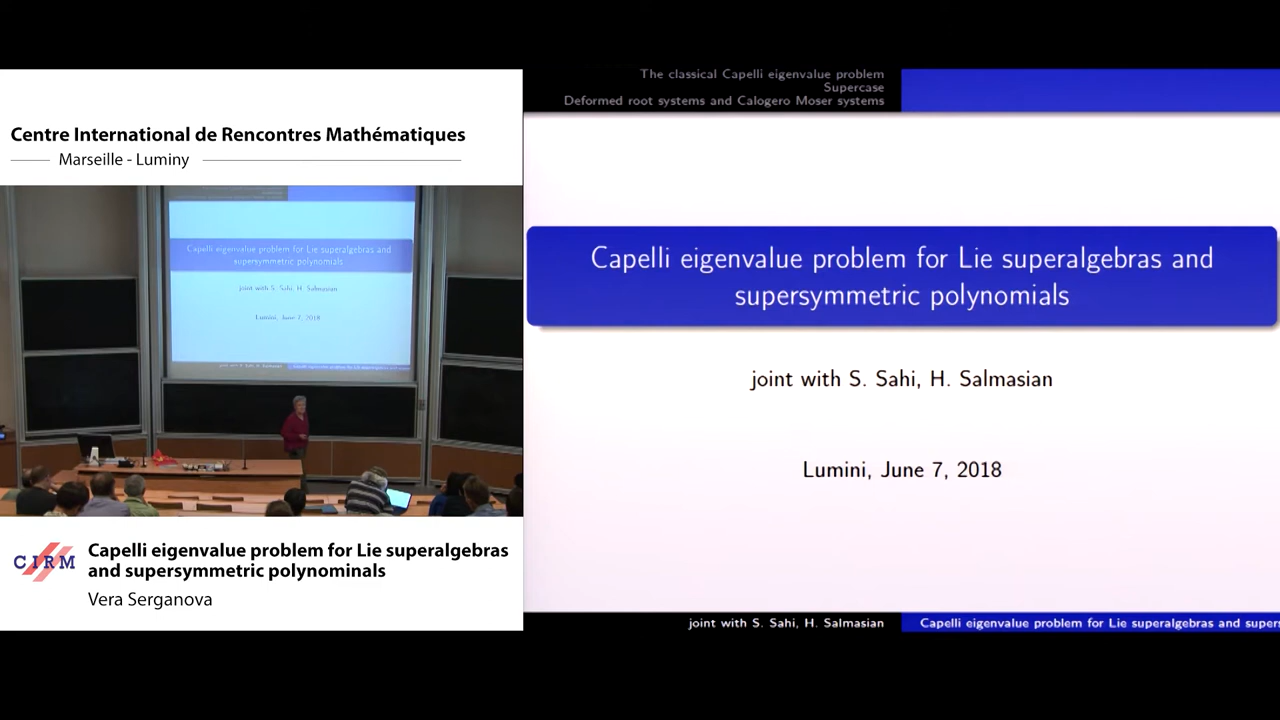 Centre International de Rencontres Mathématiques
Marseille - Luminy
Capelli eigenvalue problem for Lie superalgebras and
supersymmetric polynomials
joint with S. Sahi, H. Salmasian
Lumini, June 7, 2018
CIRM
Capelli eigenvalue problem for Lie superalgebras
and supersymmetric polynominals
Vera Serganova
The classical Capelli eigenvalue problem
Supercase
Deformed root systems and Calogero Moser systems
Capelli eigenvalue problem for Lie superalgebras and
supersymmetric polynomials
joint with S. Sahi, H. Salmasian
Lumini, June 7, 2018
joint with S. Sahi, H. Salmasian
Capelli eigenvalue problem for Lie superalgebras and supers